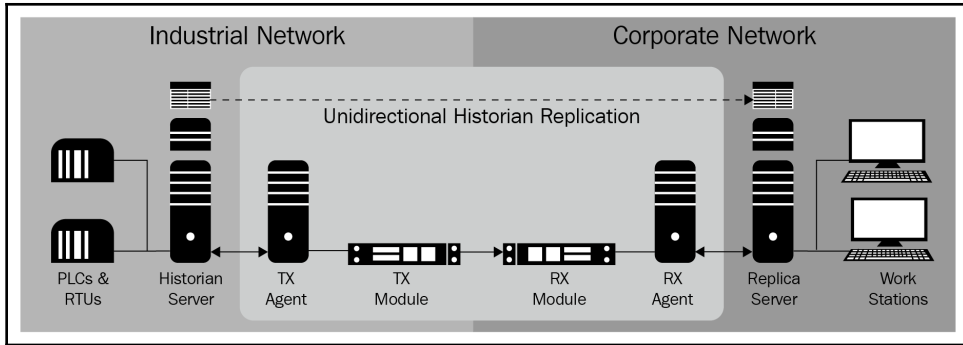 Industrial Network
Corporate Network
Unidirectional Historian Replication
PLCs &
RTUs
Historian
Server
TX
Agent
TX
Module
RX
Module
RX
Agent
Replica
Server
Work
Stations